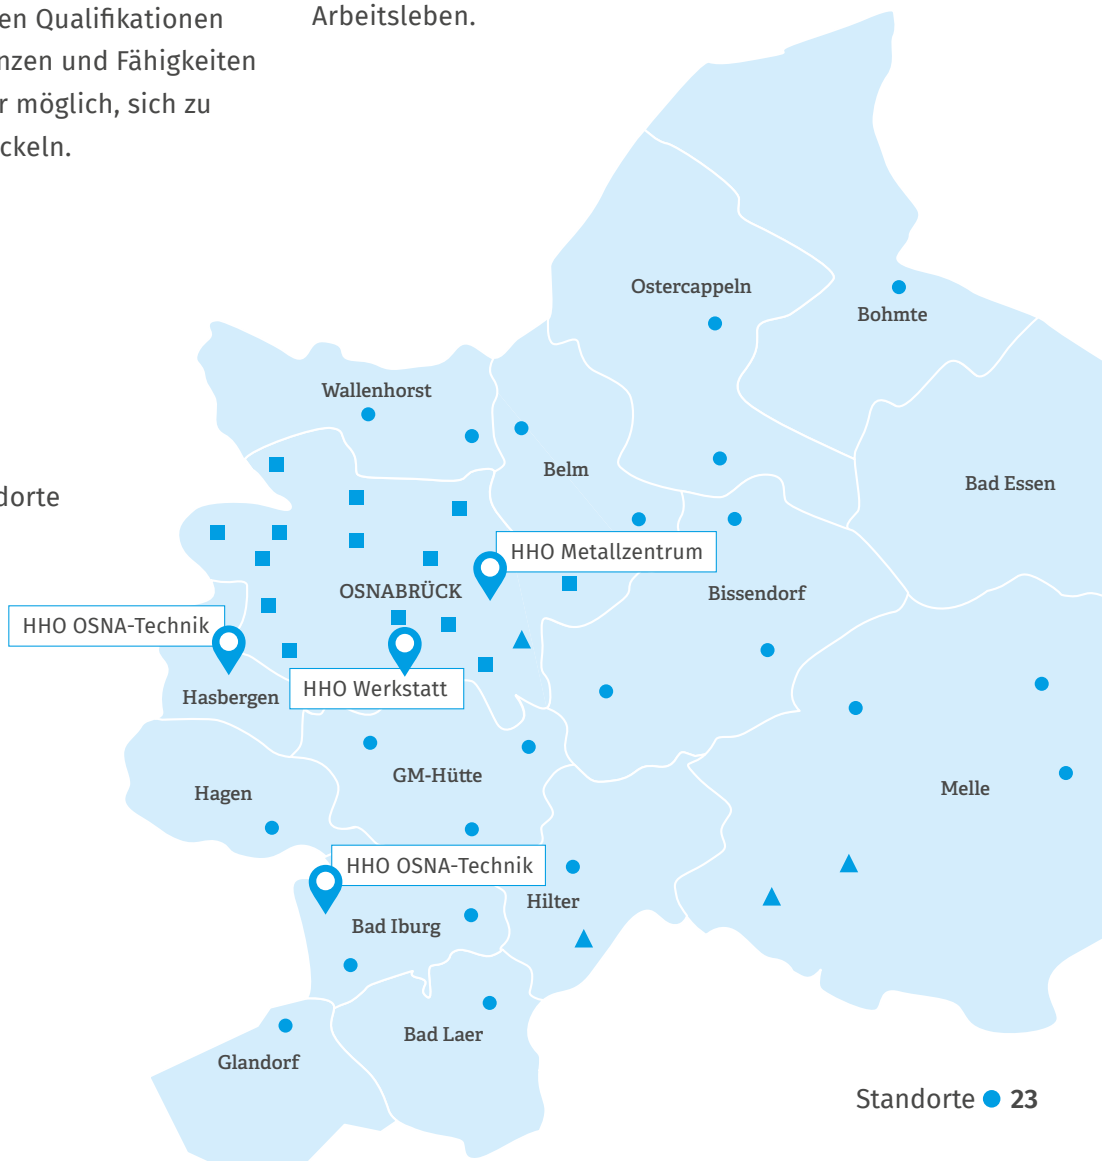 en Qualifikationen
nzen und Fähigkeiten
r möglich, sich zu
ckeln.
Arbeitsleben.
Ostercappeln
Bohmte
Wallenhorst
Belm
Bad Essen
dorte
HHO Metallzentrum
OSNABRÜCK
Bissendorf
HHO OSNA-Technik
HHO Werkstatt
Hasbergen
GM-Hütte
Hagen
Melle
HHO OSNA-Technik
Hilter
Bad Iburg
Bad Laer
Glandorf
Standorte 23